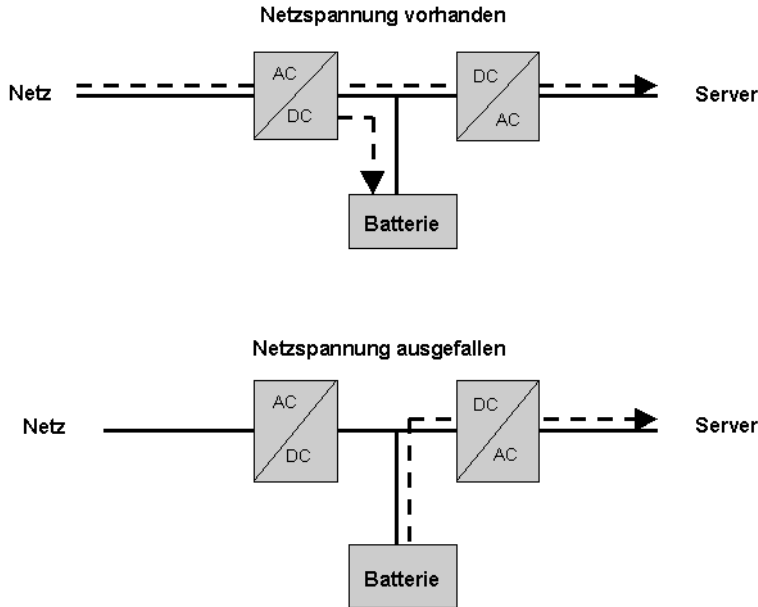 Netzspannung vorhanden
AC
DC
DC
AC
Netz
Server
Batterie
Netzspannung ausgefallen
AC
DC
DC
AC
Netz
Server
Batterie